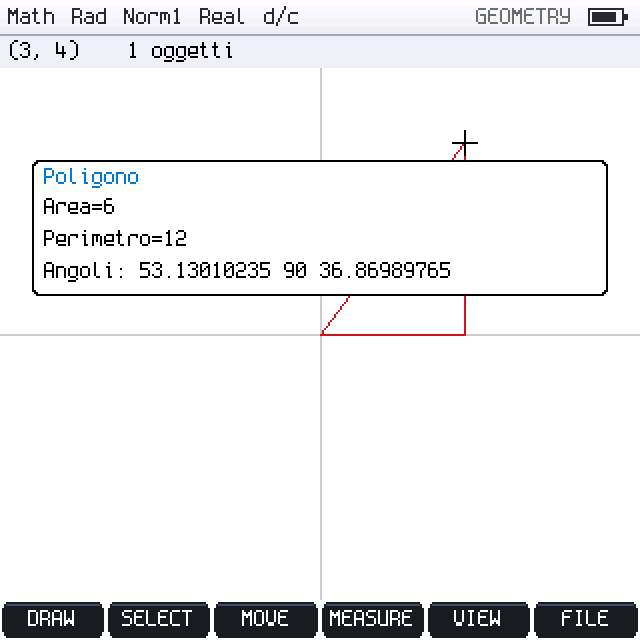 Math Rad Norm1 Real d/c GEOMETRY
(3, 4) 1 oggetti
Poligono
Area=6
Perimetro=12
Angoli: 53.13010235 90 36.86989765
DRAW SELECT MOVE MEASURE VIEW FILE